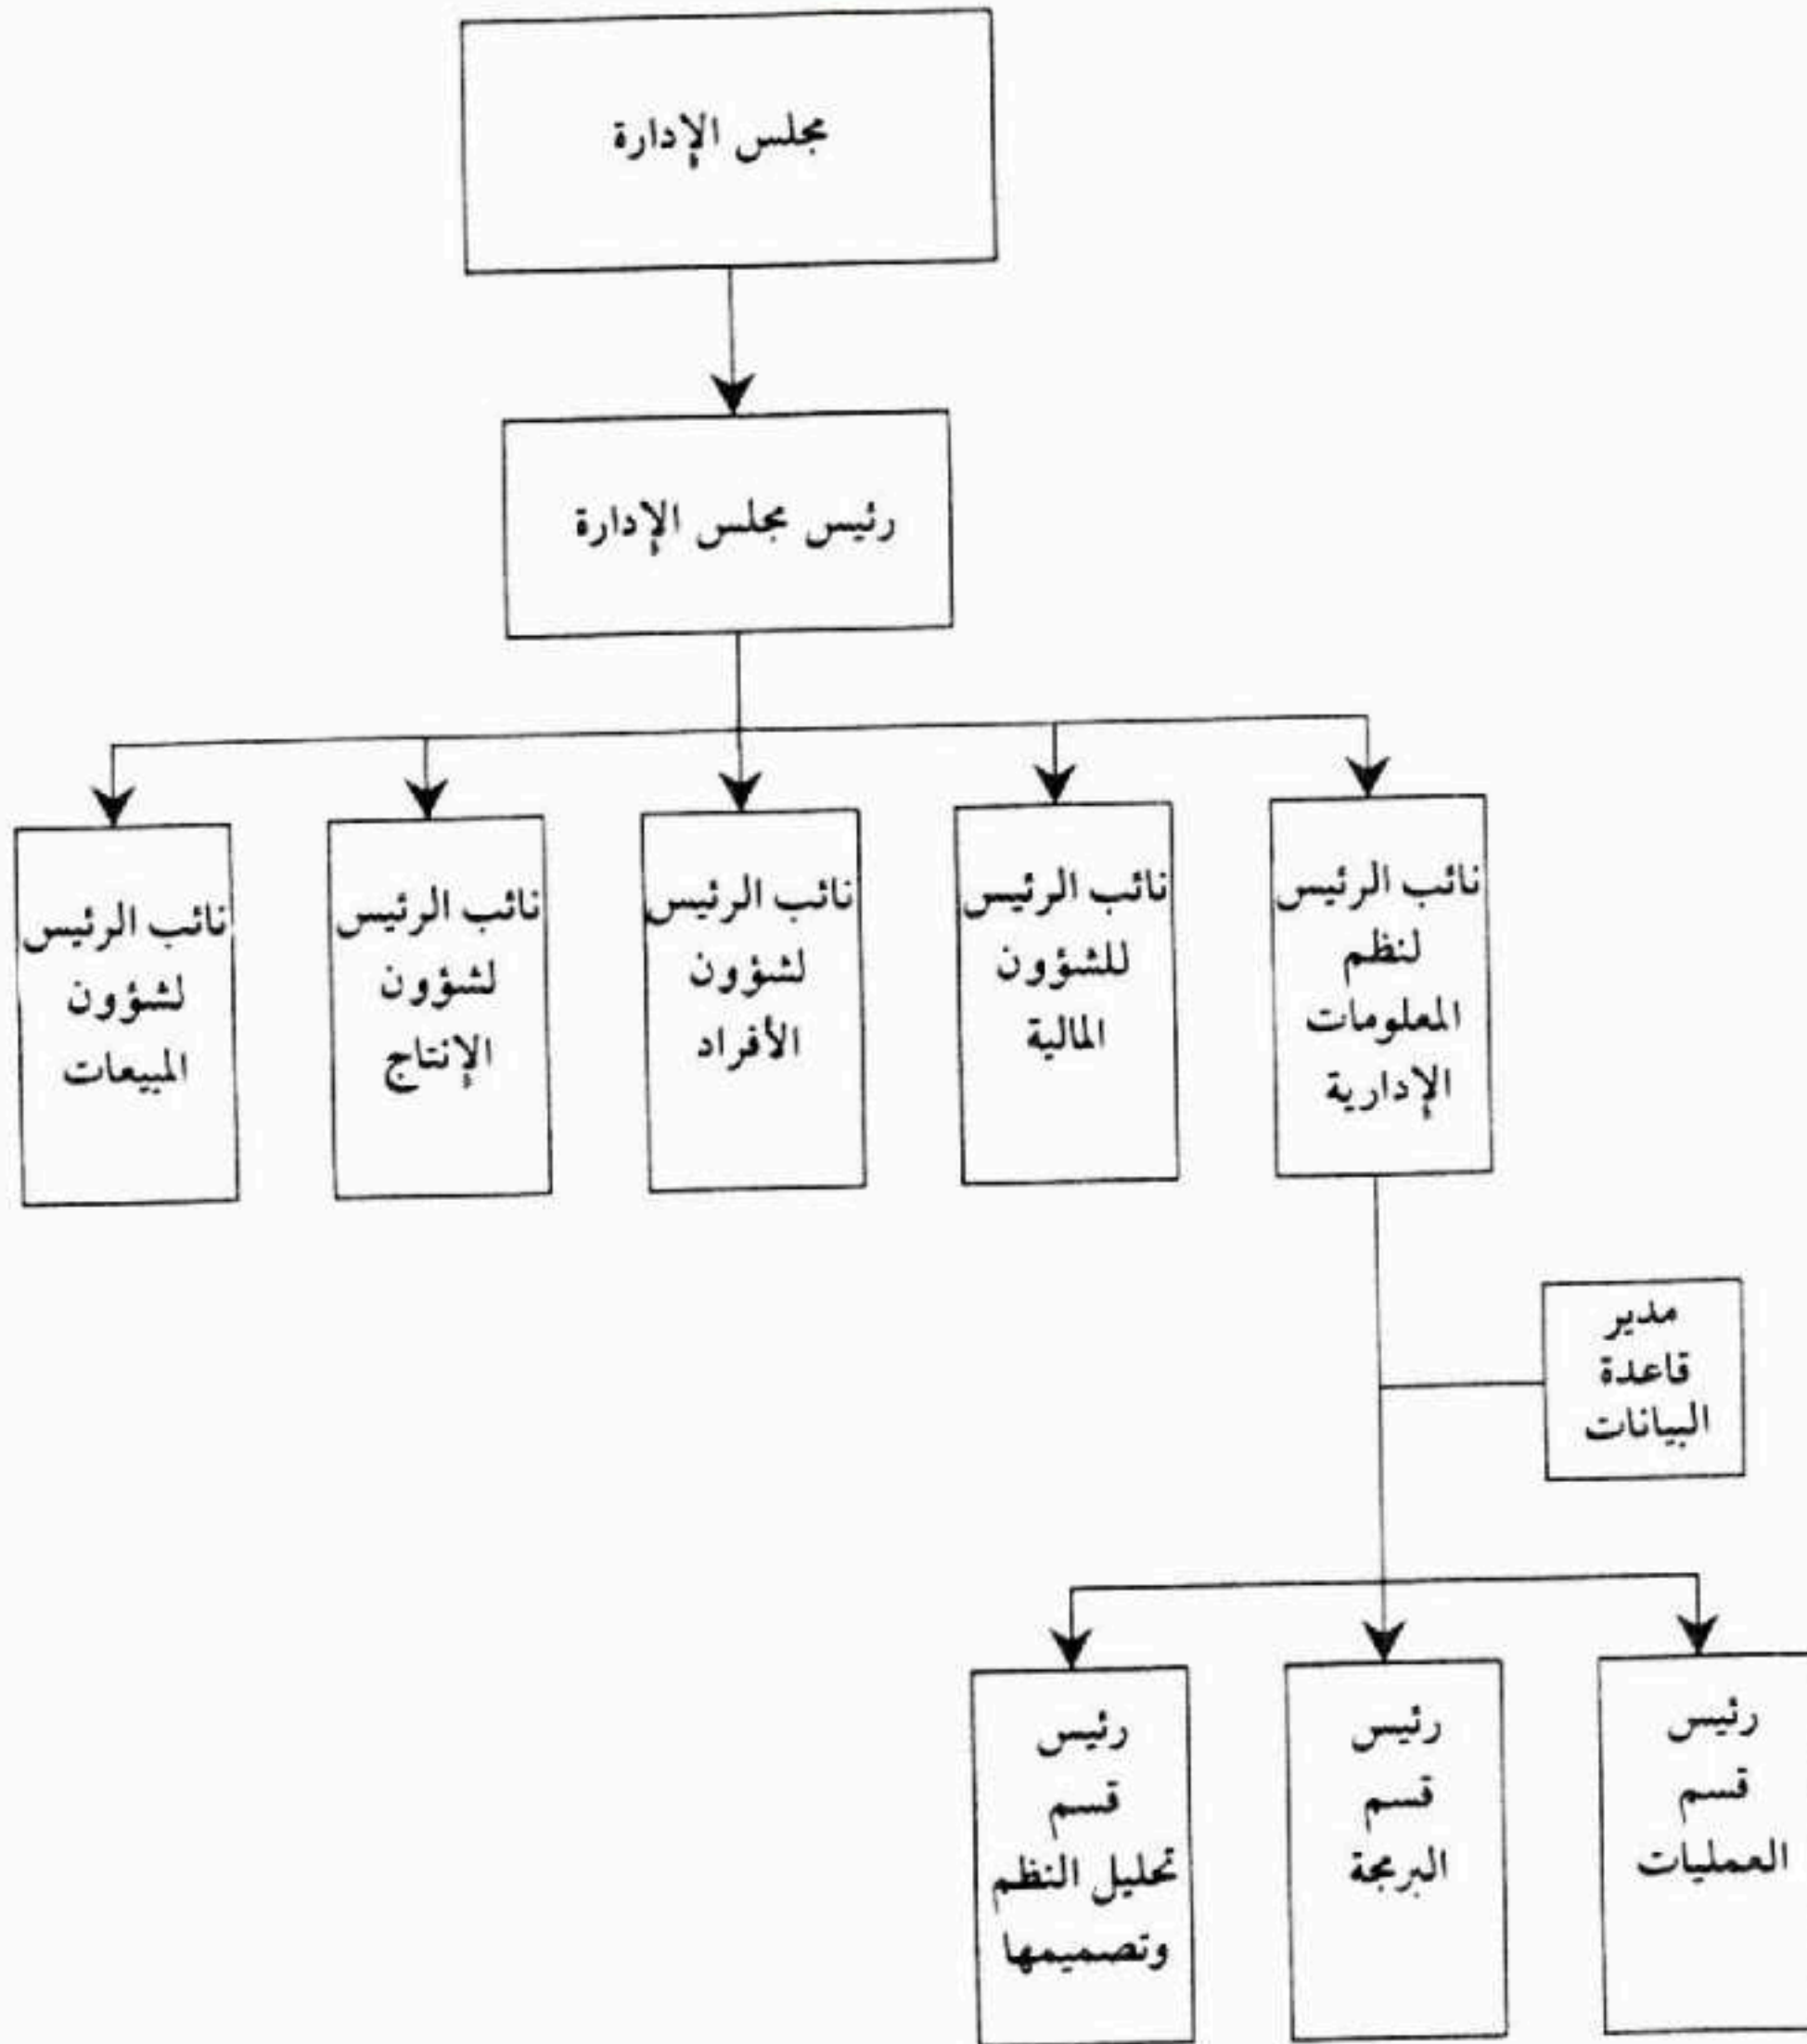 مجلس الإدارة
رئيس مجلس الإدارة
نائب الرئيس
لنظم
المعلومات
الإدارية
نائب الرئيس
للشؤون
المالية
نائب الرئيس
لشؤون
الأفراد
نائب الرئيس
لشؤون
الإنتاج
نائب الرئيس
لشؤون
المبيعات
مدير
قاعدة
البيانات
رئيس
قسم
العمليات
رئيس
قسم
البرمجة
رئيس
قسم
تحليل النظم
وتصميمها